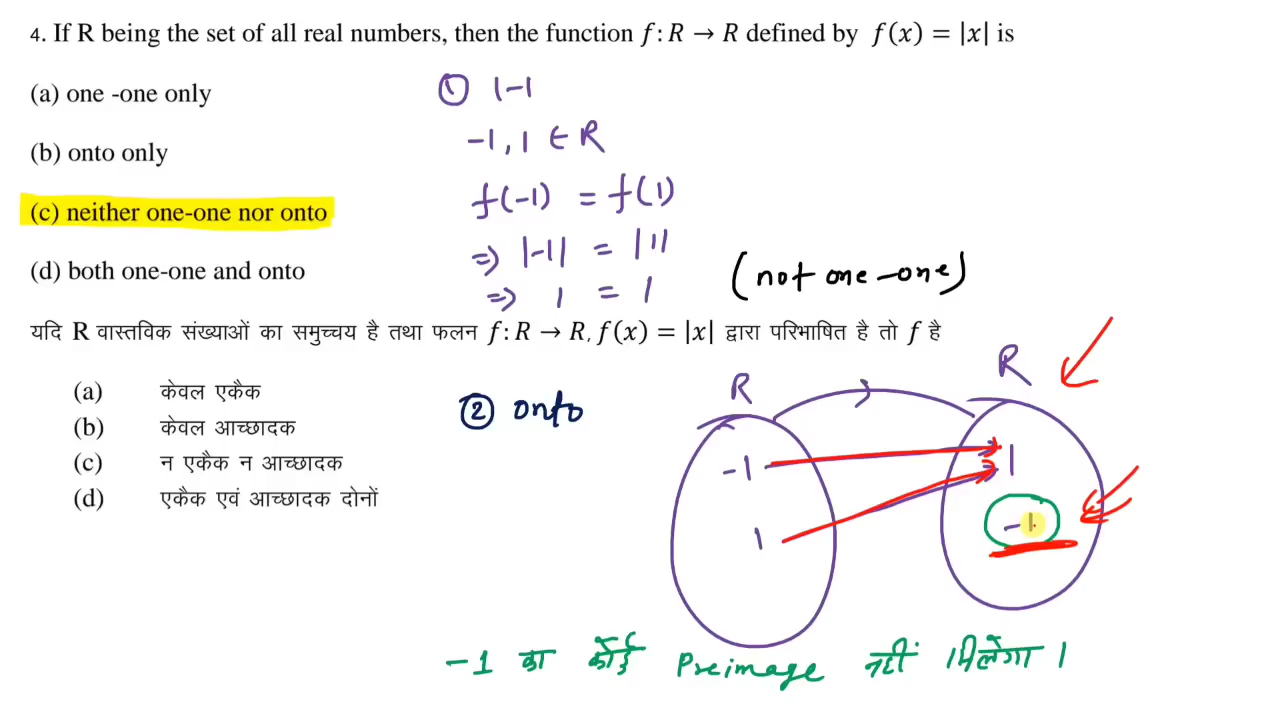 4. If R being the set of all real numbers, then the function f: R → R defined by f(x) = |x| is
(a) one -one only
(b) onto only
(c) neither one-one nor onto
(d) both one-one and onto
① 1-1
-1, 1 ∈ R
f(-1) = f(1)
⇒ |-1| = |1|
⇒ 1 = 1
(not one-one)
यदि R वास्तविक संख्याओं का समुच्चय है तथा फलन f: R → R, f(x) = |x| द्वारा परिभाषित है तो f है
(a) केवल एकैक
(b) केवल आच्छादक
(c) न एकैक न आच्छादक
(d) एकैक एवं आच्छादक दोनों
② onto
R
R
-1
1
1
-1
-1 का कोई Preimage नहीं मिलेगा ।